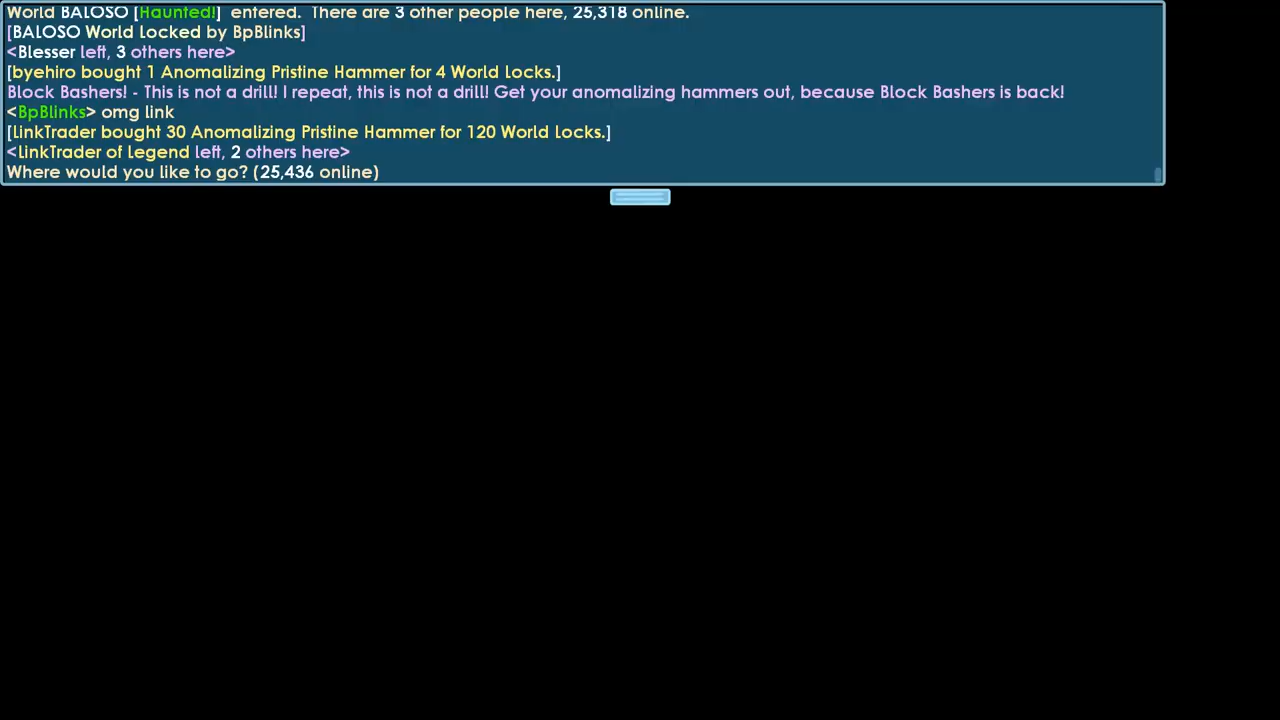 World BALOSO [Haunted!] entered. There are 3 other people here, 25,318 online.
[BALOSO World Locked by BpBlinks]
<Blesser left, 3 others here>
[byehiro bought 1 Anomalizing Pristine Hammer for 4 World Locks.]
Block Bashers! - This is not a drill! I repeat, this is not a drill! Get your anomalizing hammers out, because Block Bashers is back!
<BpBlinks> omg link
[LinkTrader bought 30 Anomalizing Pristine Hammer for 120 World Locks.]
<LinkTrader of Legend left, 2 others here>
Where would you like to go? (25,436 online)